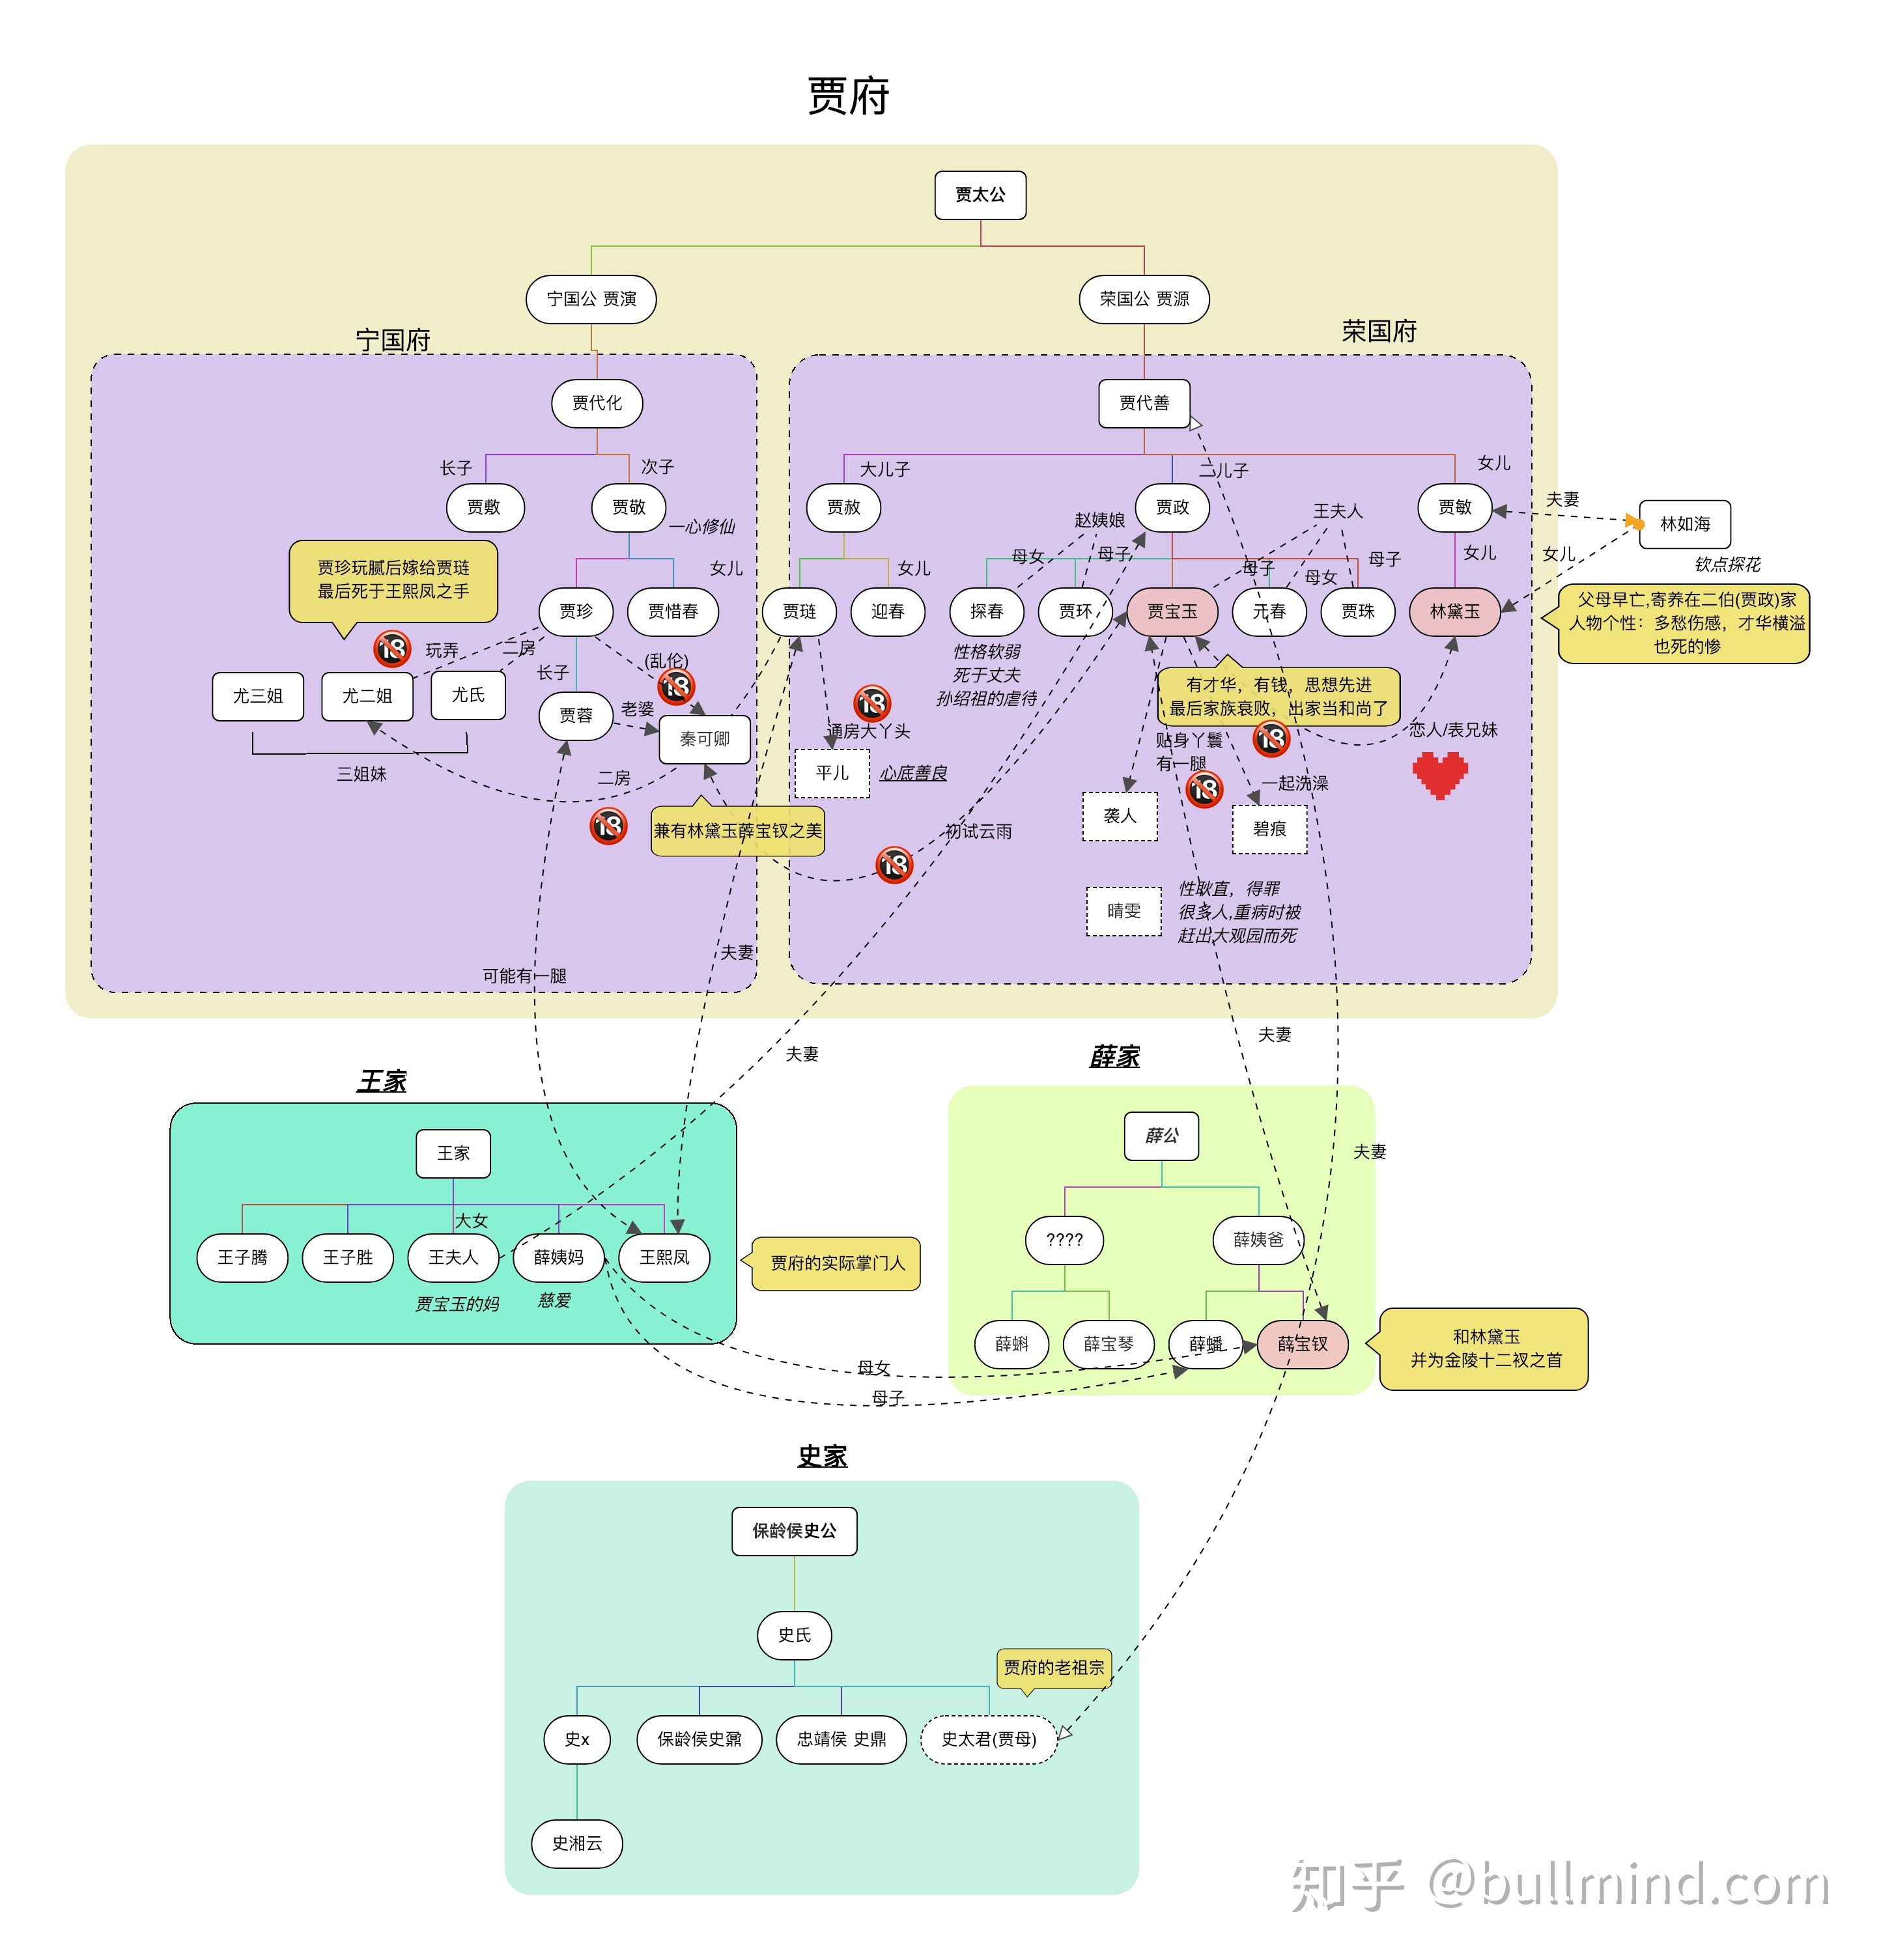 贾府
贾太公
宁国公 贾演
荣国公 贾源
宁国府
荣国府
贾代化
贾代善
长子
次子
大儿子
二儿子
女儿
贾敷
贾敬
一心修仙
贾赦
贾政
贾敏
赵姨娘
王夫人
夫妻
林如海
钦点探花
贾珍玩腻后嫁给贾琏
最后死于王熙凤之手
女儿
女儿
母女
母子
母子
母女
母子
女儿
女儿
贾珍
贾惜春
贾琏
迎春
探春
贾环
贾宝玉
元春
贾珠
林黛玉
父母早亡,寄养在二伯(贾政)家
人物个性：多愁伤感，才华横溢
也死的惨
玩弄
二房
长子
(乱伦)
性格软弱
死于丈夫
孙绍祖的虐待
有才华，有钱，思想先进
最后家族衰败，出家当和尚了
尤三姐
尤二姐
尤氏
贾蓉
老婆
秦可卿
通房大丫头
贴身丫鬟
有一腿
恋人/表兄妹
三姐妹
二房
平儿
心底善良
一起洗澡
袭人
碧痕
兼有林黛玉薛宝钗之美
初试云雨
晴雯
性耿直，得罪
很多人,重病时被
赶出大观园而死
夫妻
可能有一腿
夫妻
夫妻
王家
薛家
王家
薛公
夫妻
大女
王子腾
王子胜
王夫人
薛姨妈
王熙凤
贾宝玉的妈
慈爱
贾府的实际掌门人
????
薛姨爸
薛蝌
薛宝琴
薛蟠
薛宝钗
和林黛玉
并为金陵十二衩之首
母女
母子
史家
保龄侯史公
史氏
贾府的老祖宗
史x
保龄侯史鼐
忠靖侯 史鼎
史太君(贾母)
史湘云
知乎 @bullmind.com